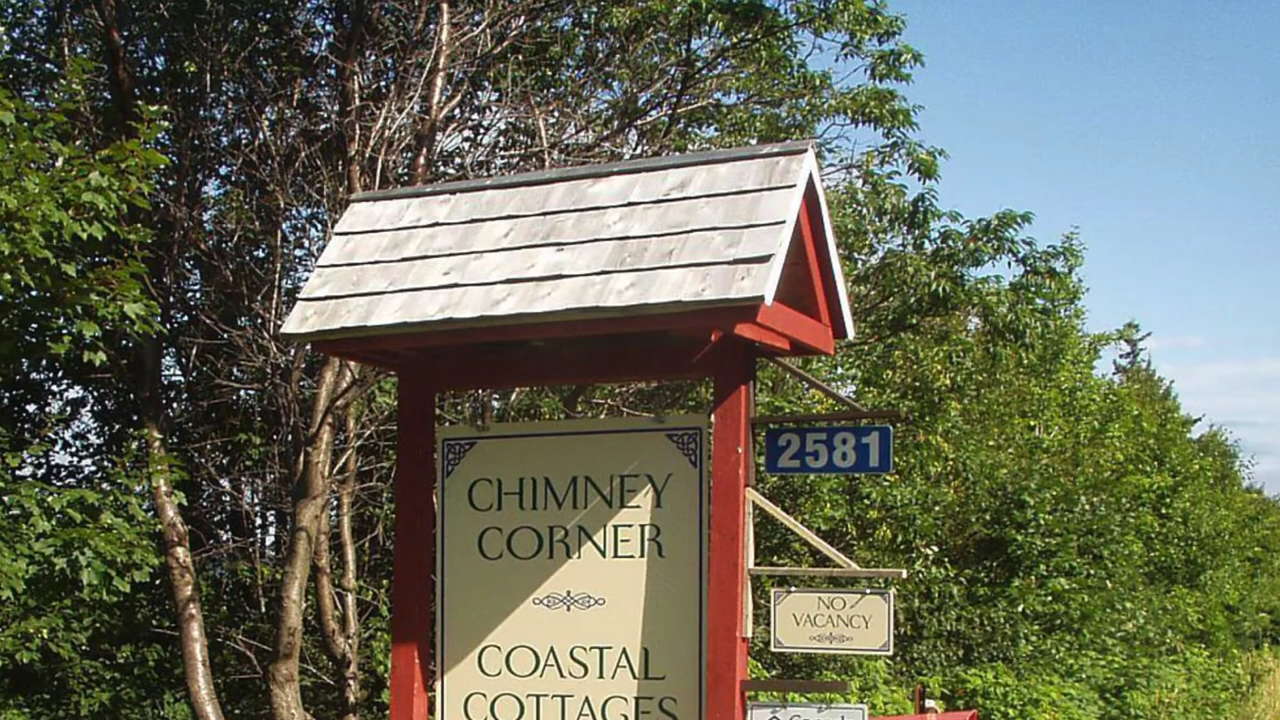 CHIMNEY
CORNER
COASTAL
COTTAGES
2581
NO
VACANCY